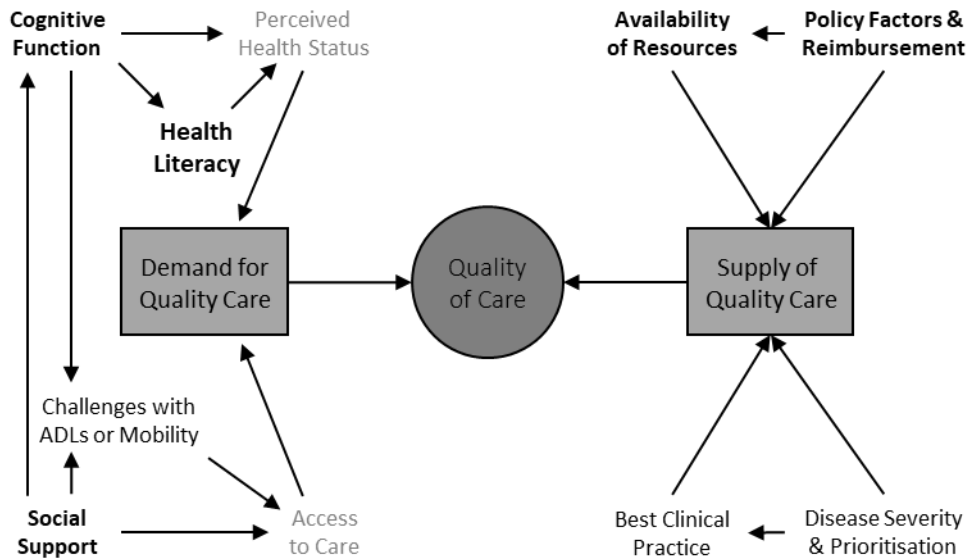 Cognitive
Function
Perceived
Health Status
Availability
of Resources
Policy Factors &
Reimbursement
Health
Literacy
Demand for
Quality Care
Quality
of Care
Supply of
Quality Care
Challenges with
ADLs or Mobility
Social
Support
Access
to Care
Best Clinical
Practice
Disease Severity
& Prioritisation